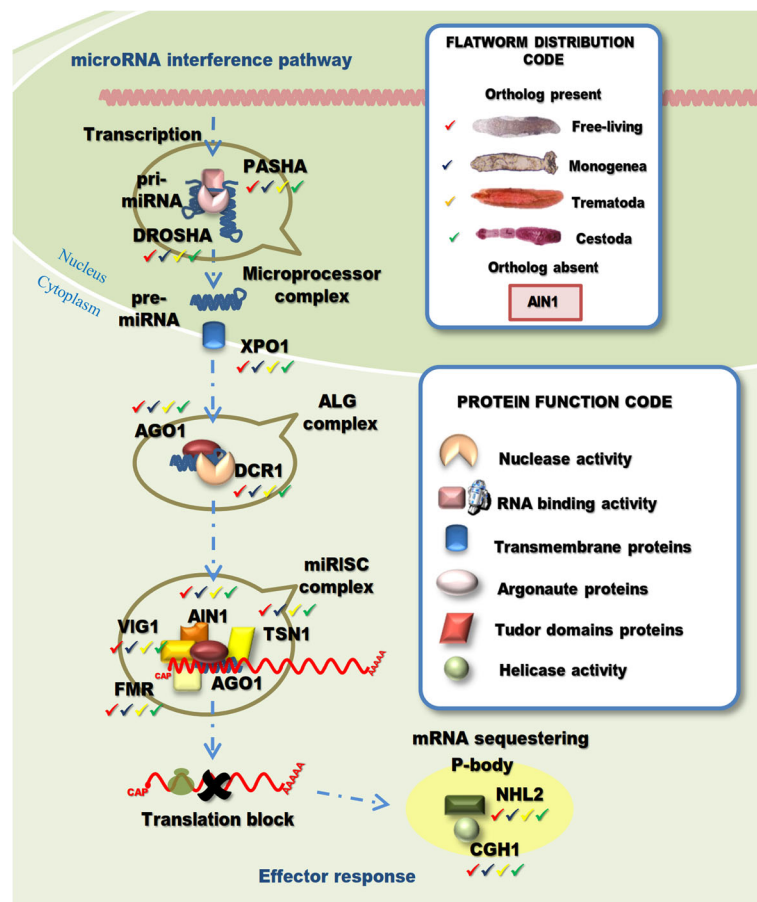 microRNA interference pathway
Transcription
pri-
miRNA
PASHA
DROSHA
Nucleus
Cytoplasm
Microprocessor
complex
pre-
miRNA
XPO1
ALG
complex
AGO1
DCR1
miRISC
complex
AIN1
VIG1
TSN1
CAP
AAAAA
FMR
AGO1
CAP
AAAAA
Translation block
mRNA sequestering
P-body
NHL2
CGH1
Effector response
FLATWORM DISTRIBUTION
CODE
Ortholog present
Free-living
Monogenea
Trematoda
Cestoda
Ortholog absent
AIN1
PROTEIN FUNCTION CODE
Nuclease activity
RNA binding activity
Transmembrane proteins
Argonaute proteins
Tudor domains proteins
Helicase activity